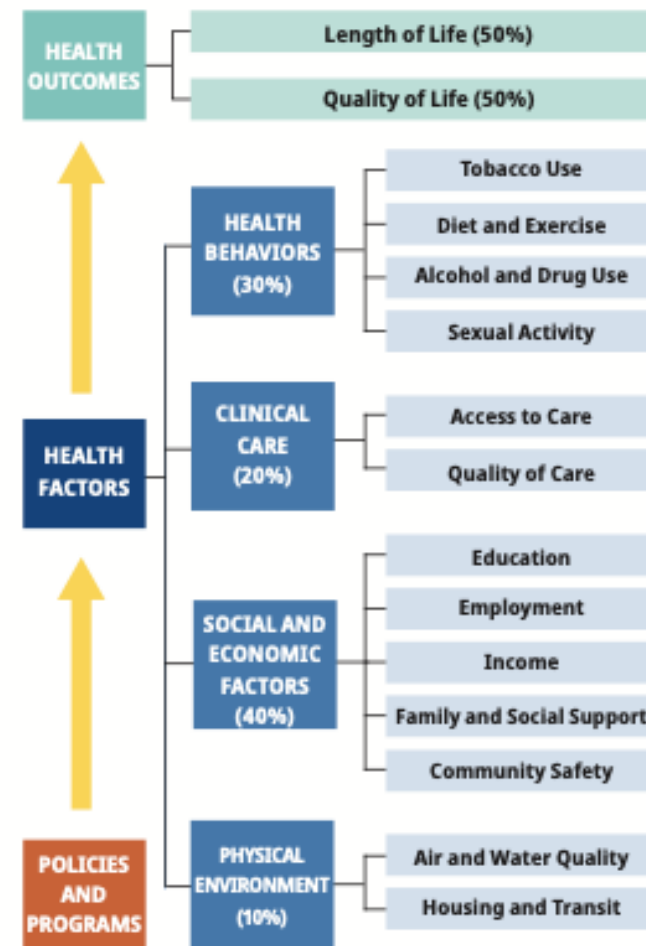 HEALTH
OUTCOMES
Length of Life (50%)
Quality of Life (50%)
HEALTH
FACTORS
HEALTH
BEHAVIORS
(30%)
Tobacco Use
Diet and Exercise
Alcohol and Drug Use
Sexual Activity
CLINICAL
CARE
(20%)
Access to Care
Quality of Care
SOCIAL AND
ECONOMIC
FACTORS
(40%)
Education
Employment
Income
Family and Social Support
Community Safety
PHYSICAL
ENVIRONMENT
(10%)
Air and Water Quality
Housing and Transit
POLICIES
AND
PROGRAMS